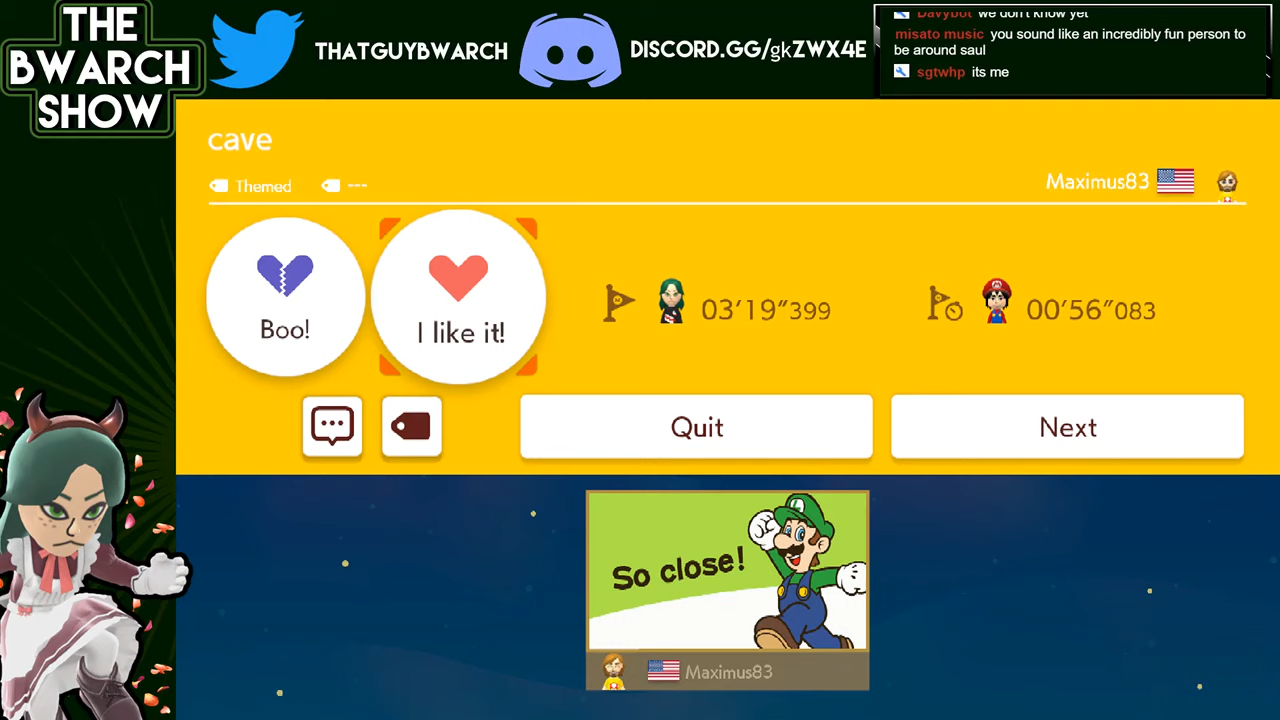 THE
BWARCH
SHOW
THATGUYBWARCH
DISCORD.GG/gkZWX4E
Davybot we don't know yet
misato music you sound like an incredibly fun person to
be around saul
sgtwhp its me
cave
Themed
---
Maximus83
Boo!
I like it!
03'19"399
00'56"083
Quit
Next
So close!
Maximus83